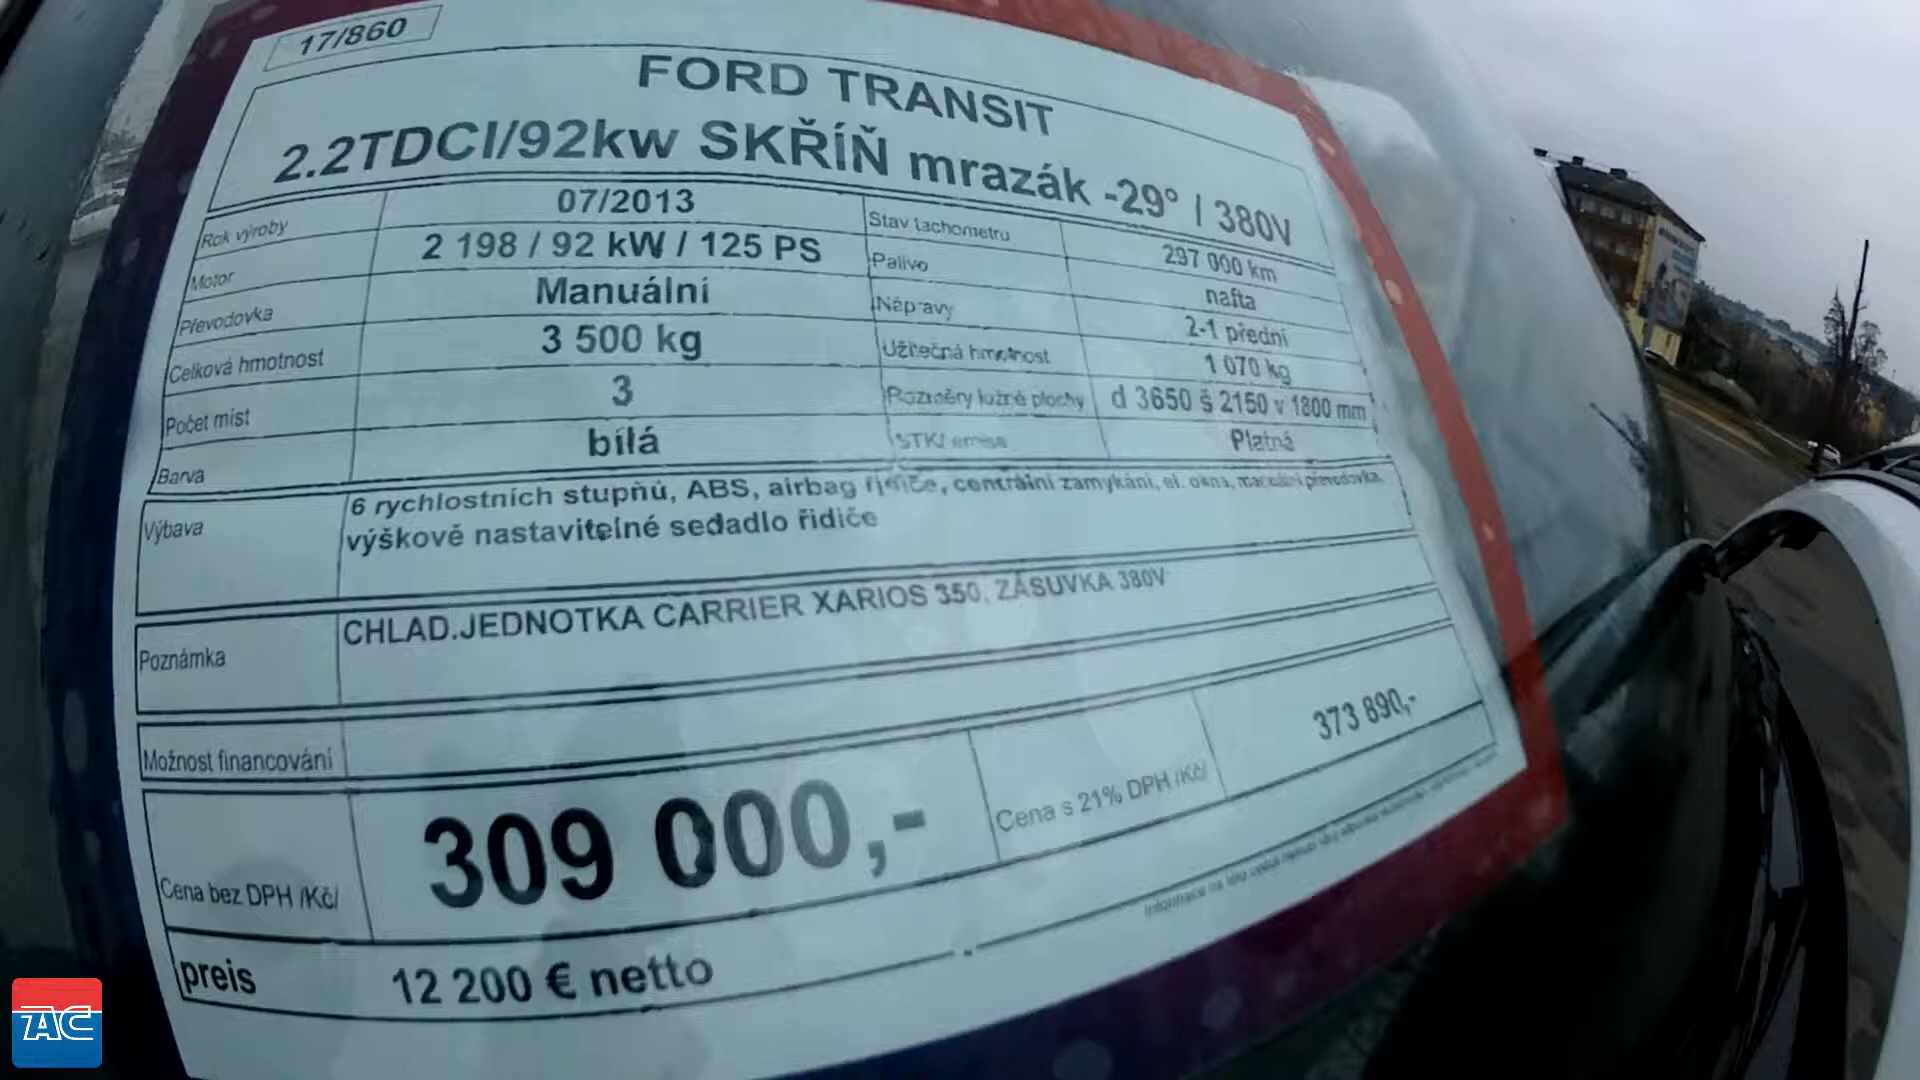 17/860
FORD TRANSIT
2.2TDCI/92kw SKŘÍŇ mrazák -29° / 380V
Rok výroby 07/2013 Stav tachometru 297 000 km
Motor 2 198 / 92 kW / 125 PS Palivo nafta
Převodovka Manuální Nápravy 2-1 přední
Celková hmotnost 3 500 kg Užitečná hmotnost 1 070 kg
Počet míst 3 Rozměry ložné plochy d 3650 š 2150 v 1800 mm
Barva bílá STK/ emise Platná
Výbava 6 rychlostních stupňů, ABS, airbag řidiče, centrální zamykání, el. okna, manuální převodovka,
výškově nastavitelné sedadlo řidiče
Poznámka CHLAD.JEDNOTKA CARRIER XARIOS 350, ZÁSUVKA 380V
Možnost financování
Cena bez DPH /Kč/ 309 000,- Cena s 21% DPH /Kč/ 373 890,-
preis 12 200 € netto
AC